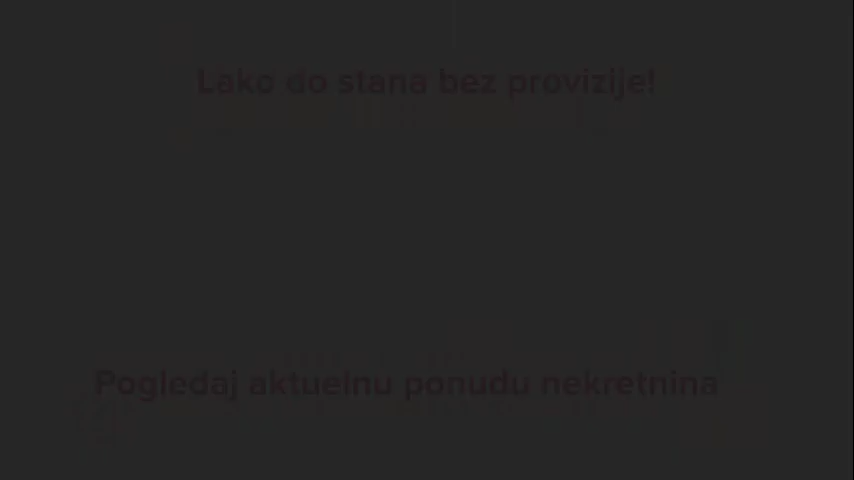 Lako do stana bez provizije!
Pogledaj aktuelnu ponudu nekretnina